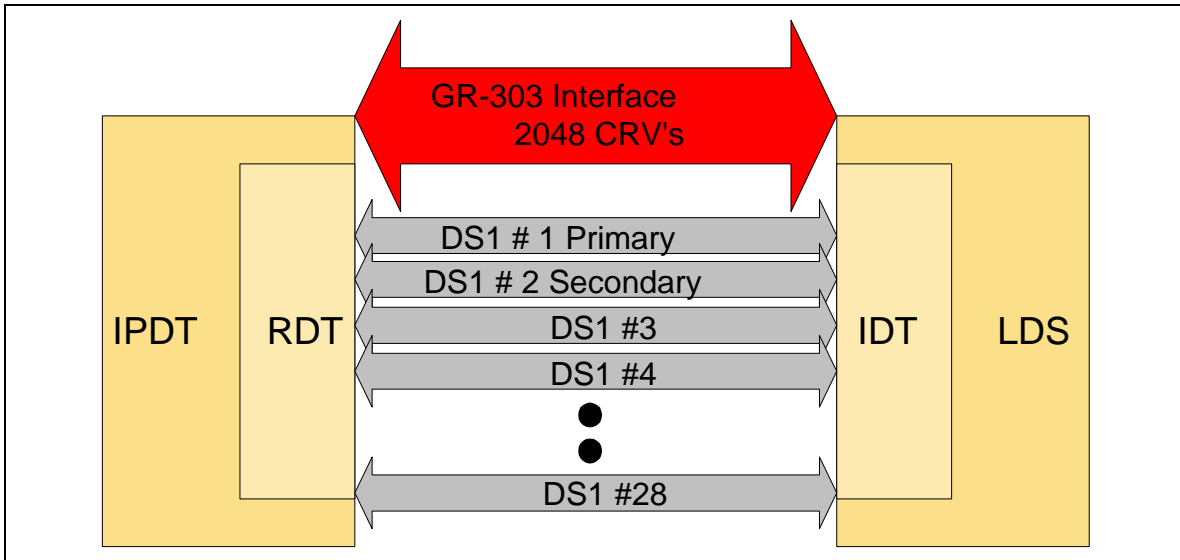 GR-303 Interface
2048 CRV's
DS1 # 1 Primary
DS1 # 2 Secondary
IPDT
RDT
DS1 #3
IDT
LDS
DS1 #4
DS1 #28